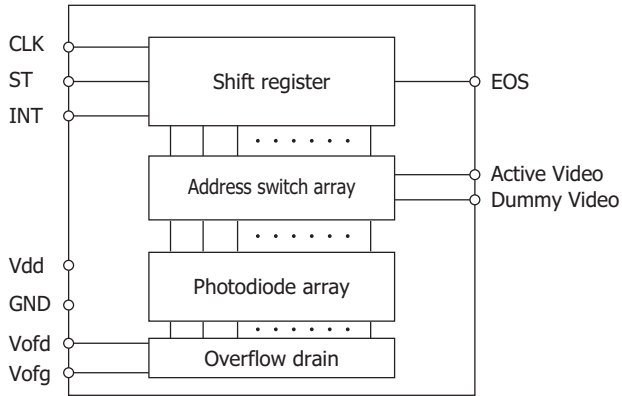 CLK
ST
INT
Shift register
EOS
Address switch array
Active Video
Dummy Video
Vdd
GND
Photodiode array
Vofd
Vofg
Overflow drain